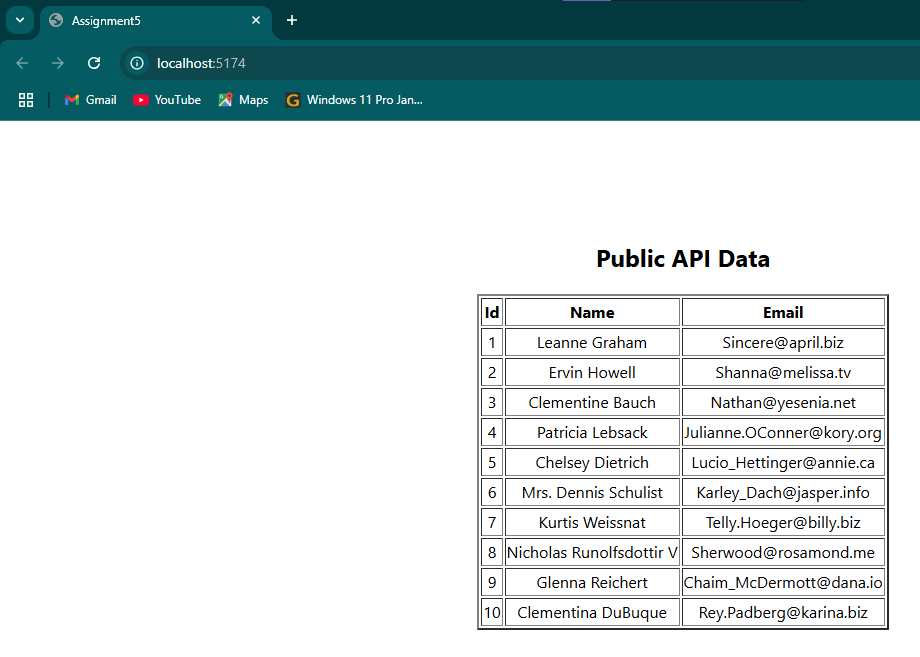 Assignment5
localhost:5174
Gmail YouTube Maps Windows 11 Pro Jan...
Public API Data
Id Name Email
1 Leanne Graham Sincere@april.biz
2 Ervin Howell Shanna@melissa.tv
3 Clementine Bauch Nathan@yesenia.net
4 Patricia Lebsack Julianne.OConner@kory.org
5 Chelsey Dietrich Lucio_Hettinger@annie.ca
6 Mrs. Dennis Schulist Karley_Dach@jasper.info
7 Kurtis Weissnat Telly.Hoeger@billy.biz
8 Nicholas Runolfsdottir V Sherwood@rosamond.me
9 Glenna Reichert Chaim_McDermott@dana.io
10 Clementina DuBuque Rey.Padberg@karina.biz